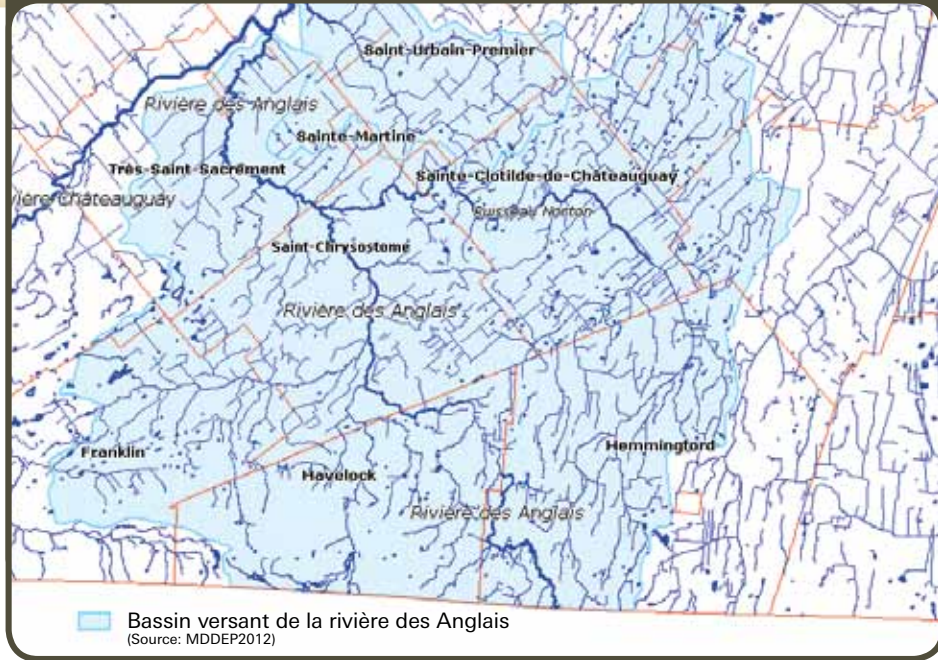 Saint-Urbain-Premier
Rivière des Anglais
Sainte-Martine
Très-Saint-Sacrément
Sainte-Clotilde-de-Châteauguay
vière Châteauguay
Ruisseau Norton
Saint-Chrysostome
Rivière des Anglais
Franklin
Hemmingford
Havelock
Rivière des Anglais
Bassin versant de la rivière des Anglais
(Source: MDDEP2012)